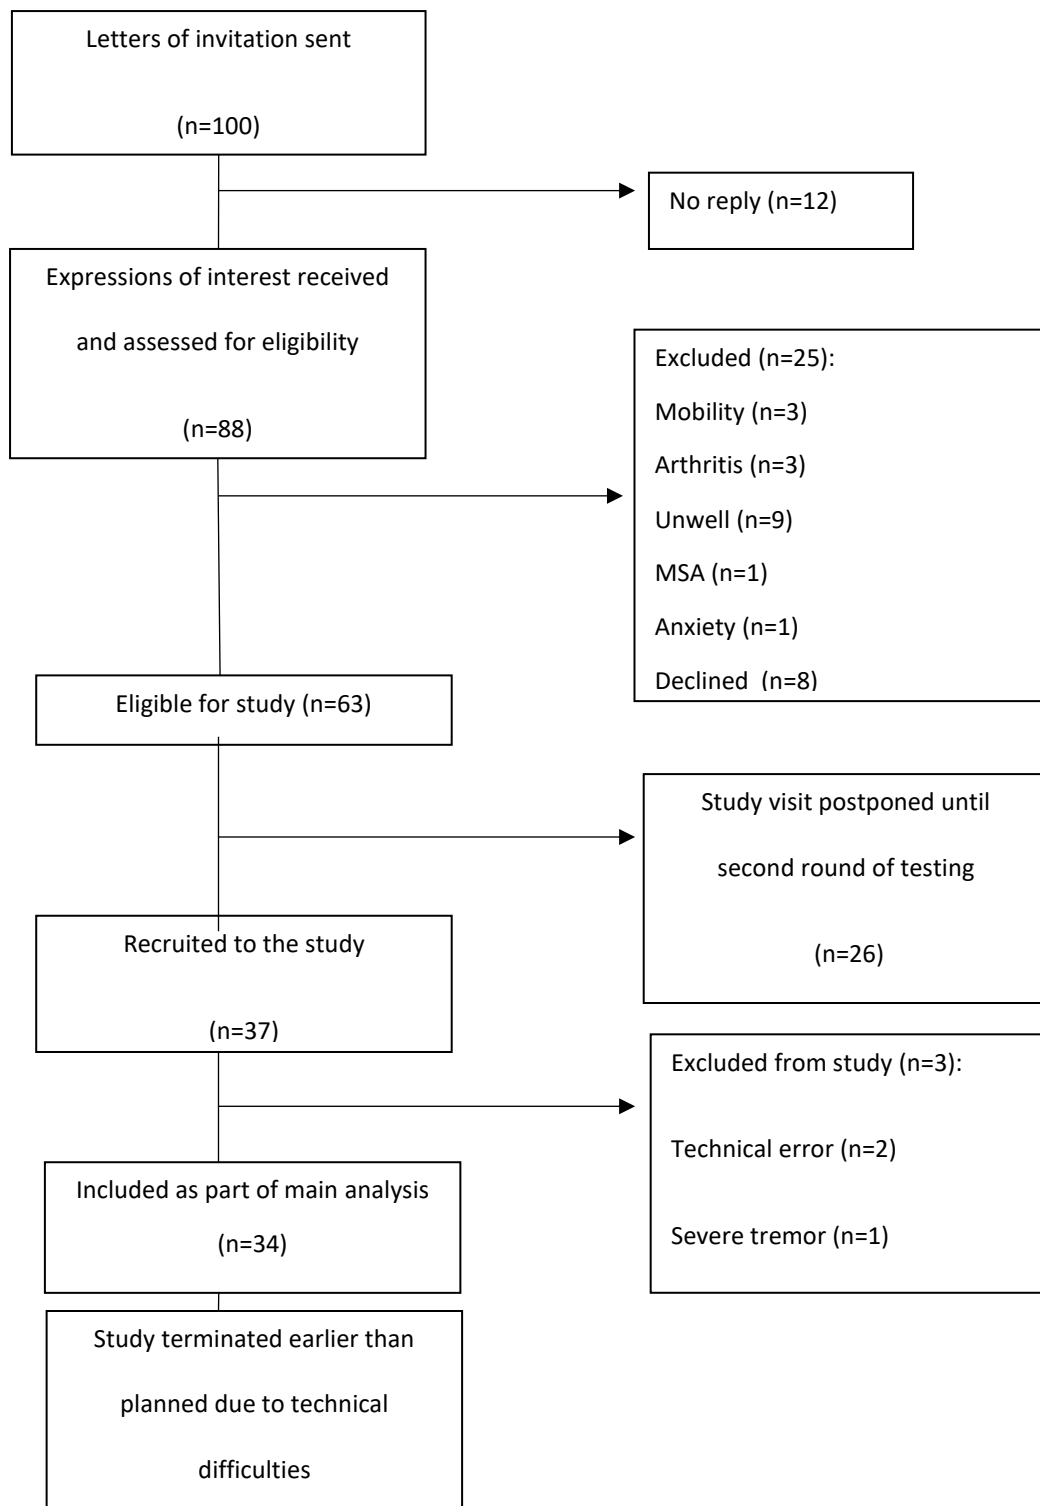 Letters of invitation sent
(n=100)
No reply (n=12)
Expressions of interest received
and assessed for eligibility
(n=88)
Excluded (n=25):
Mobility (n=3)
Arthritis (n=3)
Unwell (n=9)
MSA (n=1)
Anxiety (n=1)
Declined  (n=8)
Eligible for study (n=63)
Study visit postponed until
second round of testing
(n=26)
Recruited to the study
(n=37)
Excluded from study (n=3):
Technical error (n=2)
Severe tremor (n=1)
Included as part of main analysis
(n=34)
Study terminated earlier than
planned due to technical
difficulties